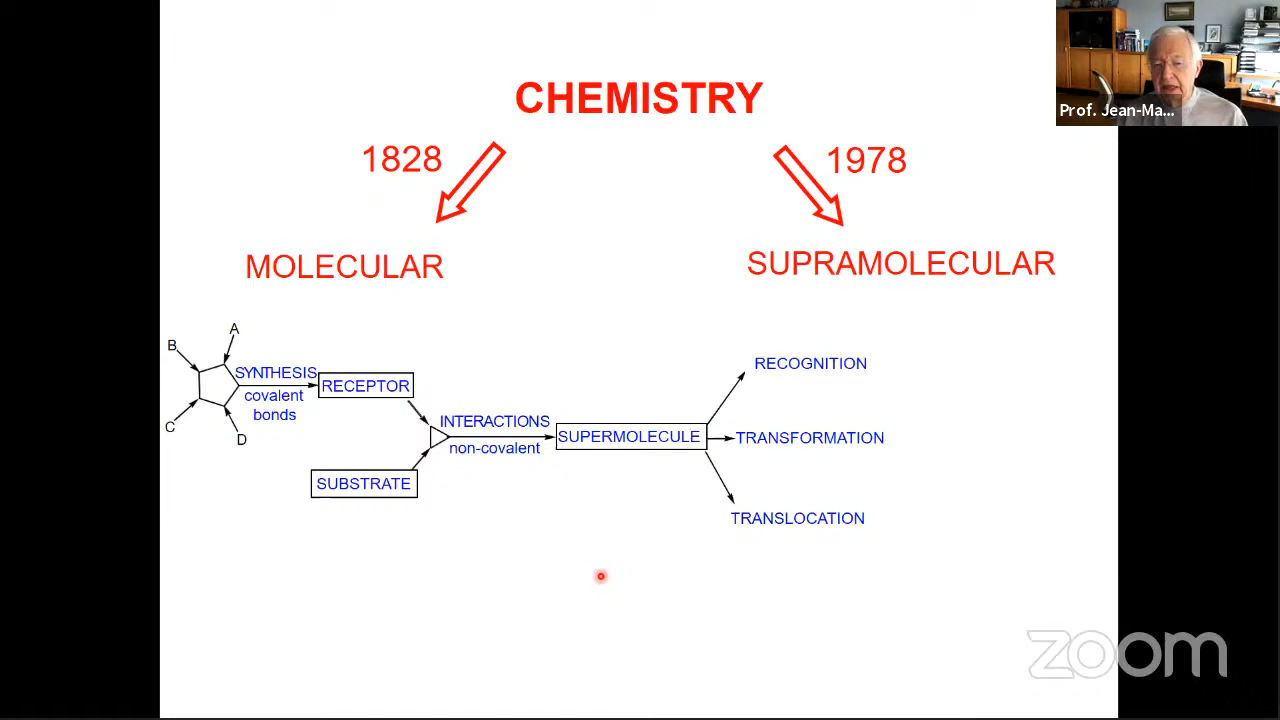 CHEMISTRY
Prof. Jean-Ma...
1828
1978
MOLECULAR
SUPRAMOLECULAR
A
B
SYNTHESIS
covalent
bonds
RECEPTOR
C
D
SUBSTRATE
INTERACTIONS
non-covalent
SUPERMOLECULE
RECOGNITION
TRANSFORMATION
TRANSLOCATION
zoom